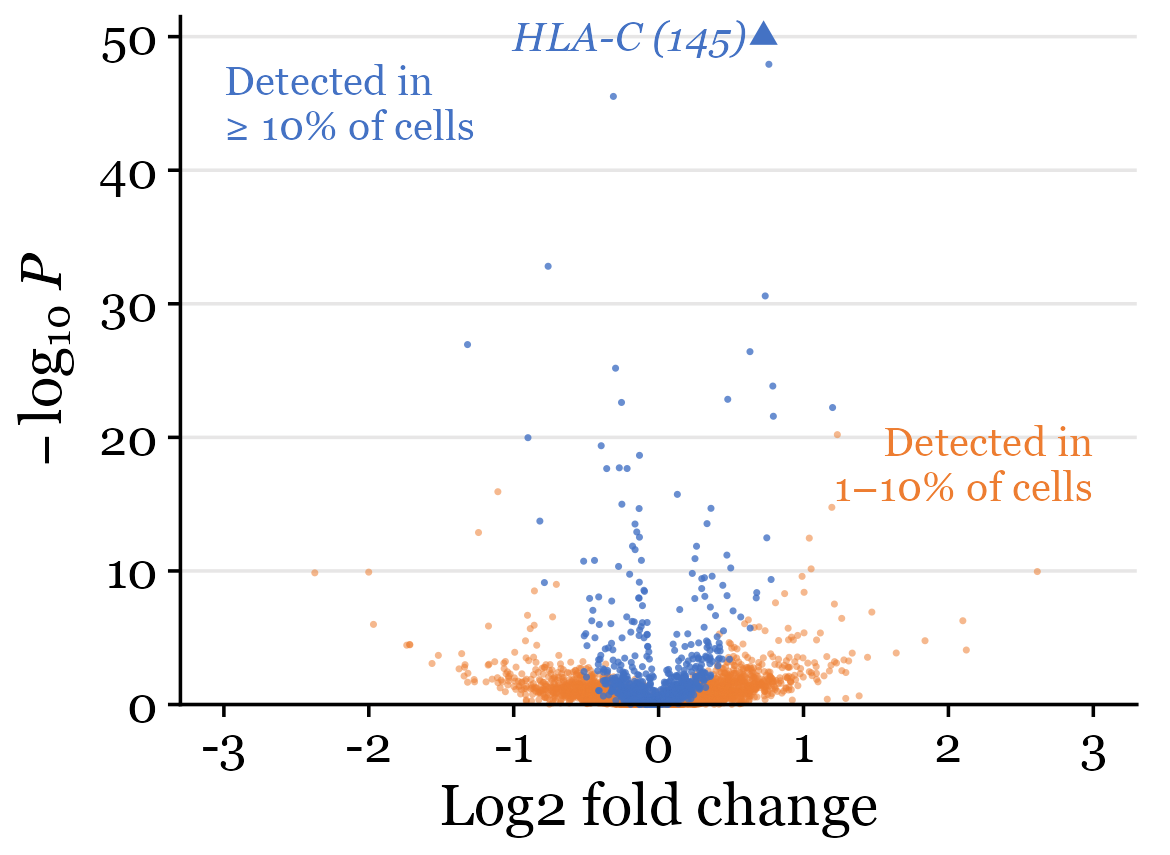 HLA-C (145)
Detected in
≥ 10% of cells
Detected in
1–10% of cells
50
40
30
20
10
0
− log₁₀ P
-3 -2 -1 0 1 2 3
Log2 fold change